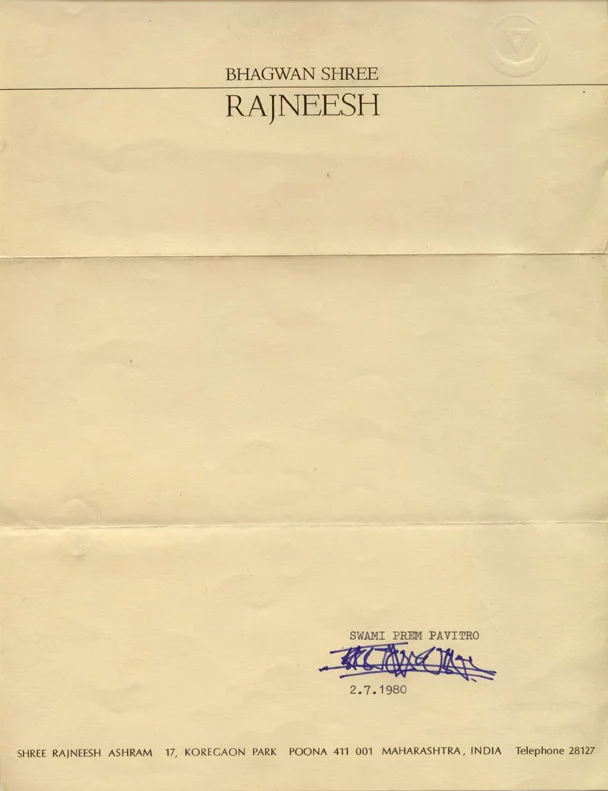 BHAGWAN SHREE
RAJNEESH
SWAMI PREM PAVITRO
2.7.1980
SHREE RAJNEESH ASHRAM 17, KOREGAON PARK POONA 411 001 MAHARASHTRA, INDIA Telephone 28127